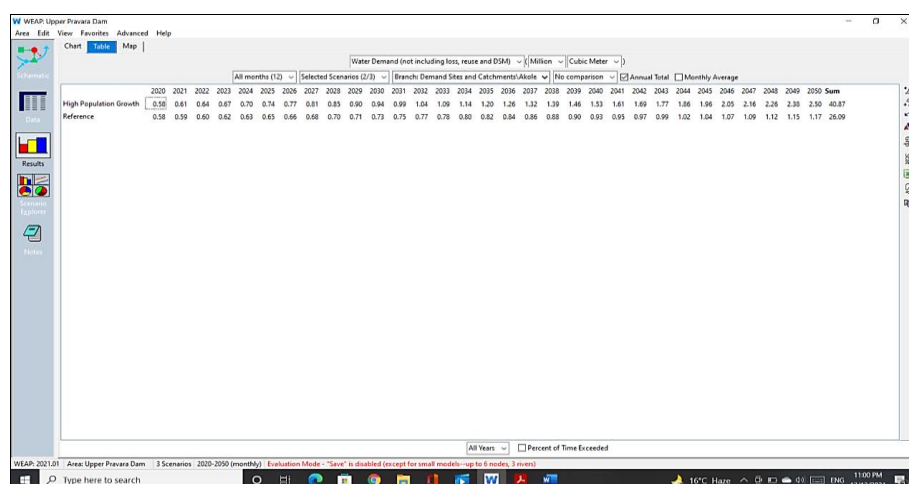 WEAP: Upper Pravara Dam
Area Edit View Favorites Advanced Help
Chart Table Map
Water Demand (not including loss, reuse and DSM) ( Million Cubic Meter )
All months (12) Selected Scenarios (2/3) Branch: Demand Sites and Catchments\Akole No comparison Annual Total Monthly Average
2020 2021 2022 2023 2024 2025 2026 2027 2028 2029 2030 2031 2032 2033 2034 2035 2036 2037 2038 2039 2040 2041 2042 2043 2044 2045 2046 2047 2048 2049 2050 Sum
High Population Growth 0.58 0.61 0.64 0.67 0.70 0.74 0.77 0.81 0.85 0.90 0.94 0.99 1.04 1.09 1.14 1.20 1.26 1.32 1.39 1.46 1.53 1.61 1.69 1.77 1.86 1.96 2.05 2.16 2.26 2.38 2.50 40.87
Reference 0.58 0.59 0.60 0.62 0.63 0.65 0.66 0.68 0.70 0.71 0.73 0.75 0.77 0.78 0.80 0.82 0.84 0.86 0.88 0.90 0.93 0.95 0.97 0.99 1.02 1.04 1.07 1.09 1.12 1.15 1.17 26.09
Schematic
Data
Results
Scenario
Explorer
Notes
All Years Percent of Time Exceeded
WEAP: 2021.01 Area: Upper Pravara Dam 3 Scenarios 2020-2050 (monthly) Evaluation Mode - "Save" is disabled (except for small models--up to 6 nodes, 3 rivers)
Type here to search
16°C Haze ENG 11:00 PM